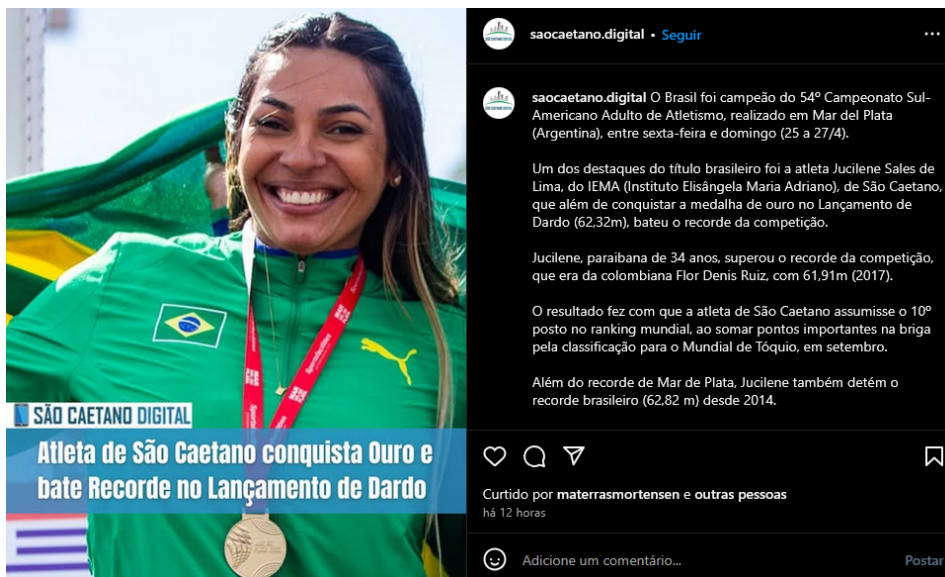 SÃO CAETANO DIGITAL
Atleta de São Caetano conquista Ouro e
bate Recorde no Lançamento de Dardo
saocaetano.digital • Seguir
saocaetano.digital O Brasil foi campeão do 54º Campeonato Sul-
Americano Adulto de Atletismo, realizado em Mar del Plata
(Argentina), entre sexta-feira e domingo (25 a 27/4).
Um dos destaques do título brasileiro foi a atleta Jucilene Sales de
Lima, do IEMA (Instituto Elisângela Maria Adriano), de São Caetano,
que além de conquistar a medalha de ouro no Lançamento de
Dardo (62,32m), bateu o recorde da competição.
Jucilene, paraibana de 34 anos, superou o recorde da competição,
que era da colombiana Flor Denis Ruiz, com 61,91m (2017).
O resultado fez com que a atleta de São Caetano assumisse o 10º
posto no ranking mundial, ao somar pontos importantes na briga
pela classificação para o Mundial de Tóquio, em setembro.
Além do recorde de Mar de Plata, Jucilene também detém o
recorde brasileiro (62,82 m) desde 2014.
Curtido por materrasmortensen e outras pessoas
há 12 horas
Adicione um comentário...
Postar